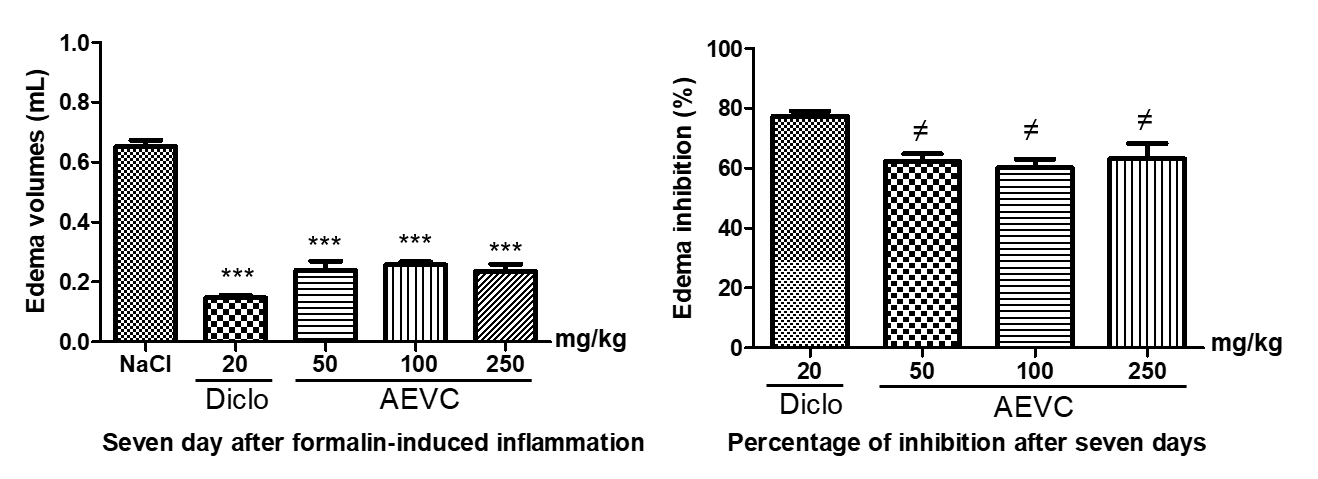 Edema volumes (mL)
1.0
0.8
0.6
0.4
0.2
0.0
***
***
***
***
NaCl 20 50 100 250 mg/kg
Diclo AEVC
Seven day after formalin-induced inflammation
Edema inhibition (%)
100
80
60
40
20
0
≠ ≠ ≠
20 50 100 250 mg/kg
Diclo AEVC
Percentage of inhibition after seven days